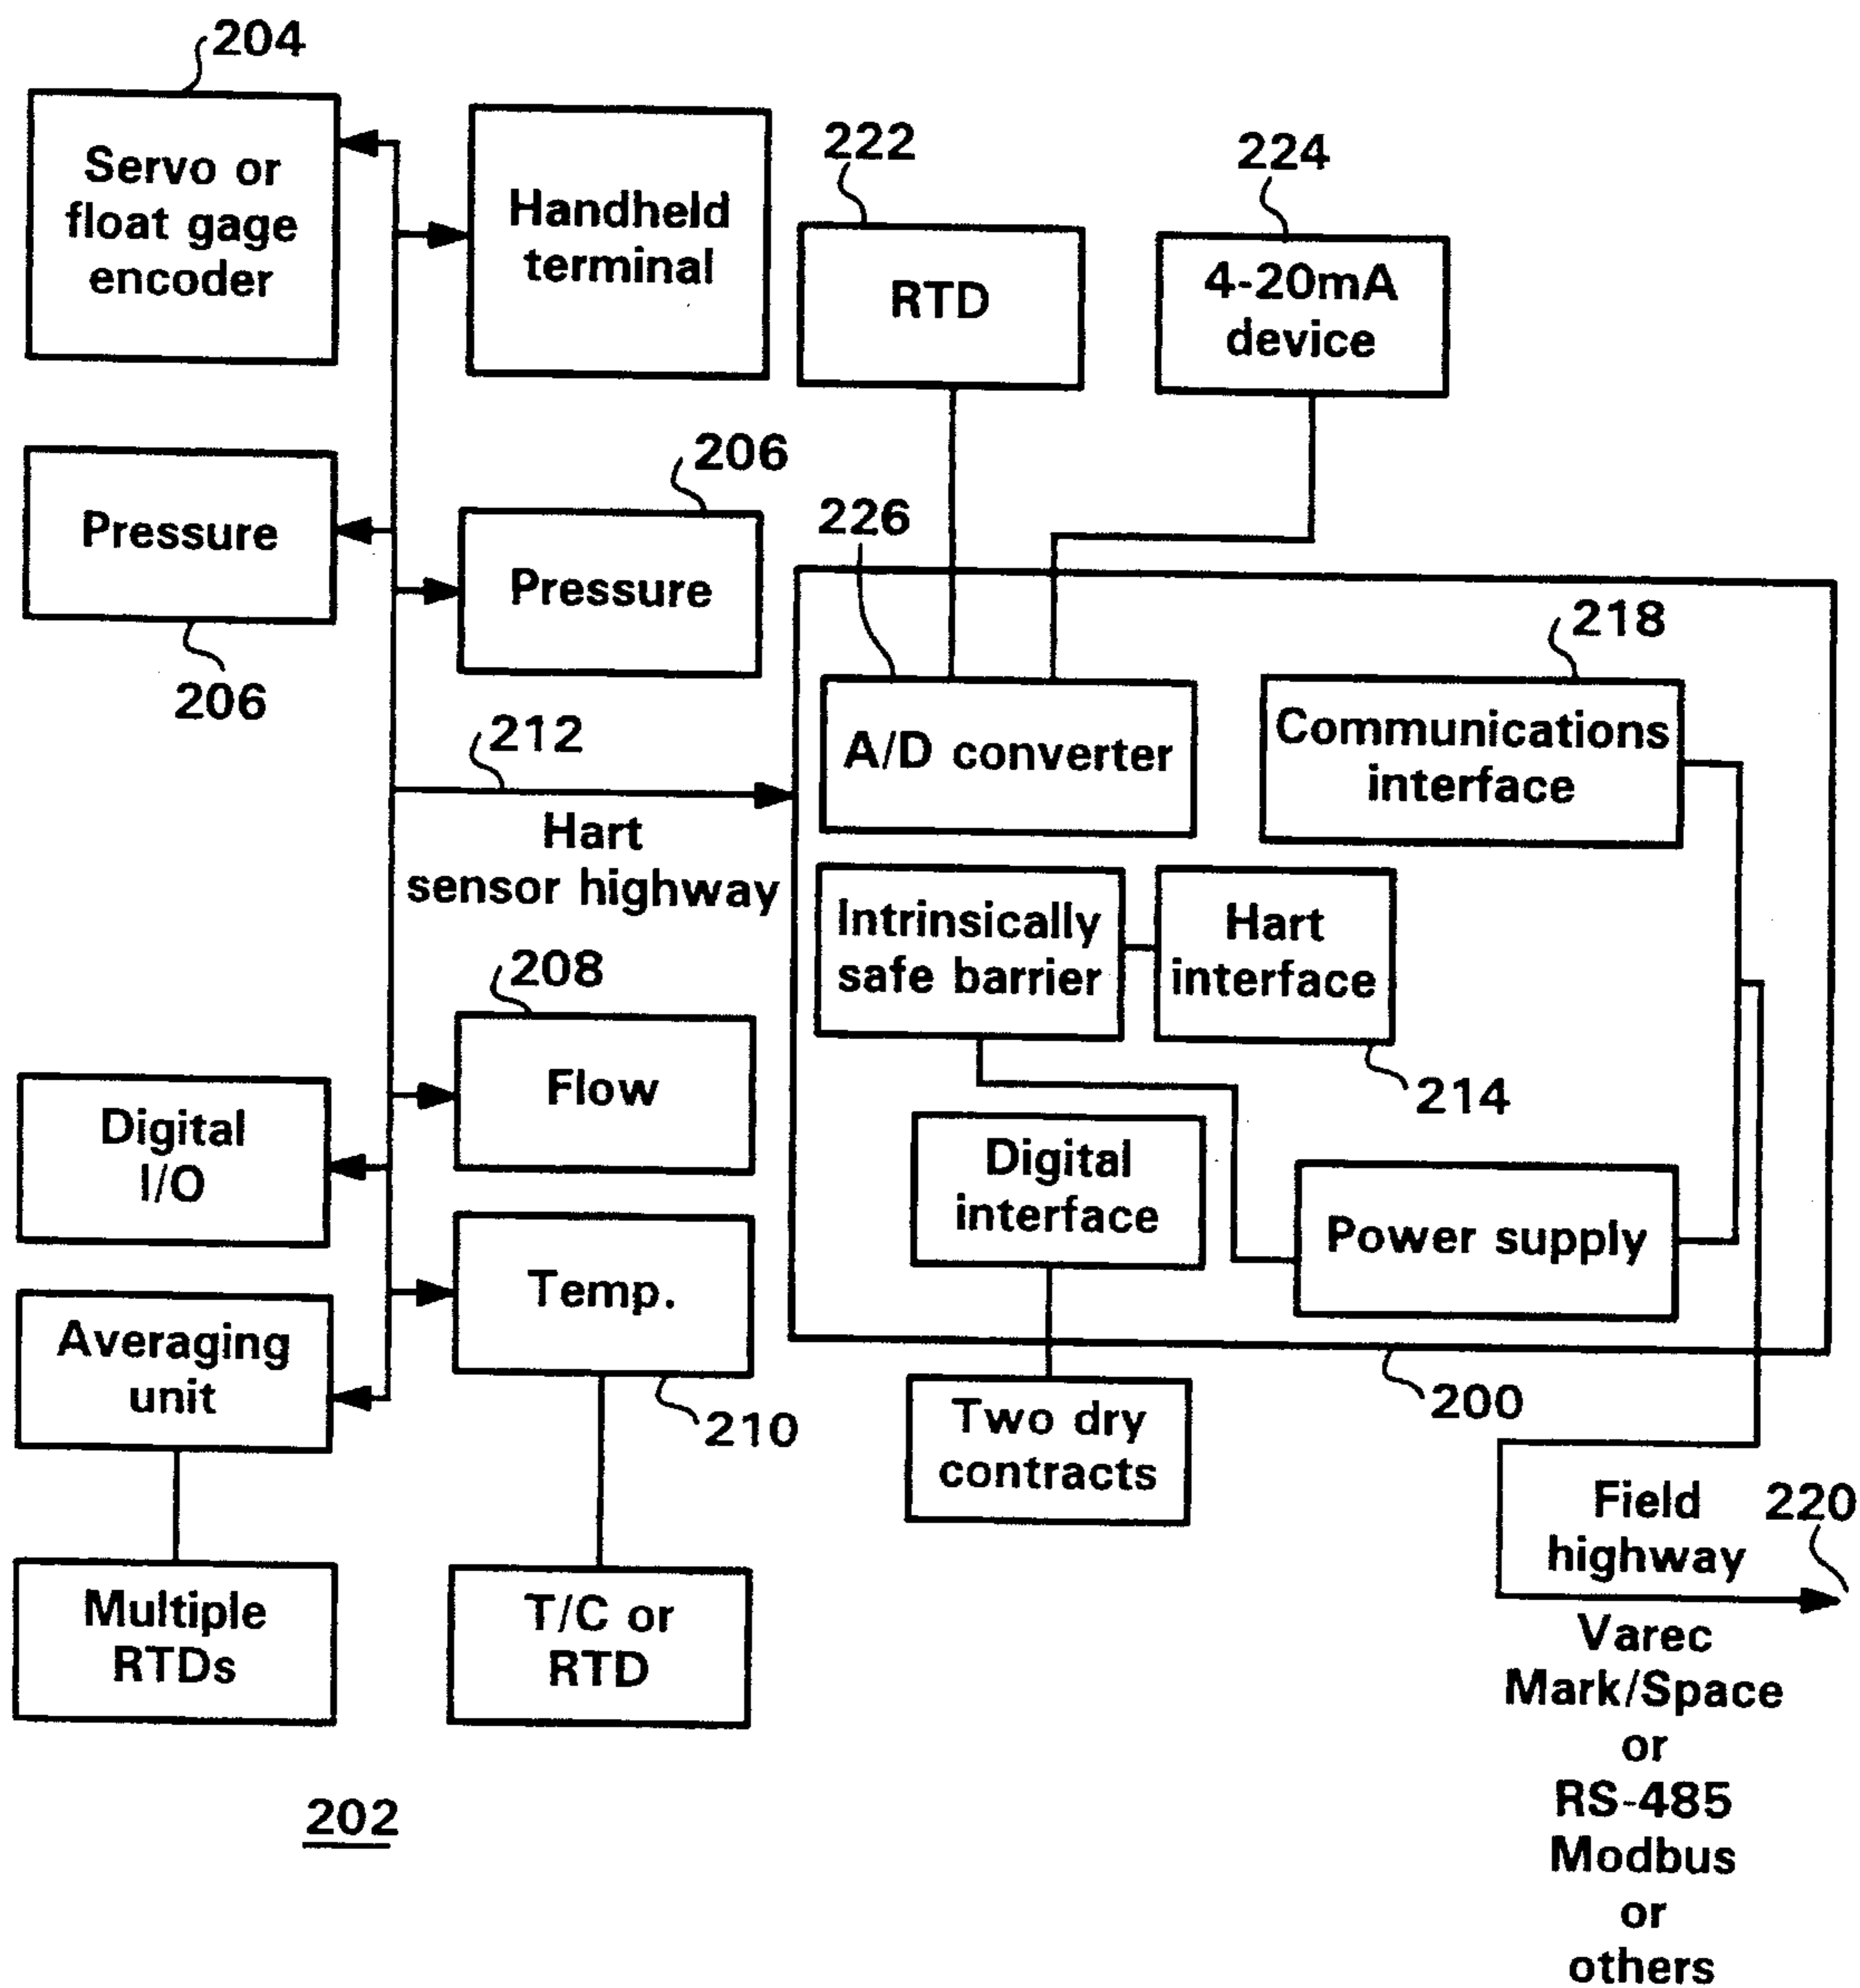 204
Servo or
float gage
encoder
Handheld
terminal
222
RTD
224
4-20mA
device
Pressure
206
206
Pressure
226
A/D converter
218
Communications
interface
212
Hart
sensor highway
Intrinsically
safe barrier
Hart
interface
214
208
Flow
Digital
I/O
Digital
interface
Power supply
Temp.
210
Averaging
unit
200
Two dry
contracts
Multiple
RTDs
T/C or
RTD
Field
highway
220
Varec
Mark/Space
or
RS-485
Modbus
or
others
202